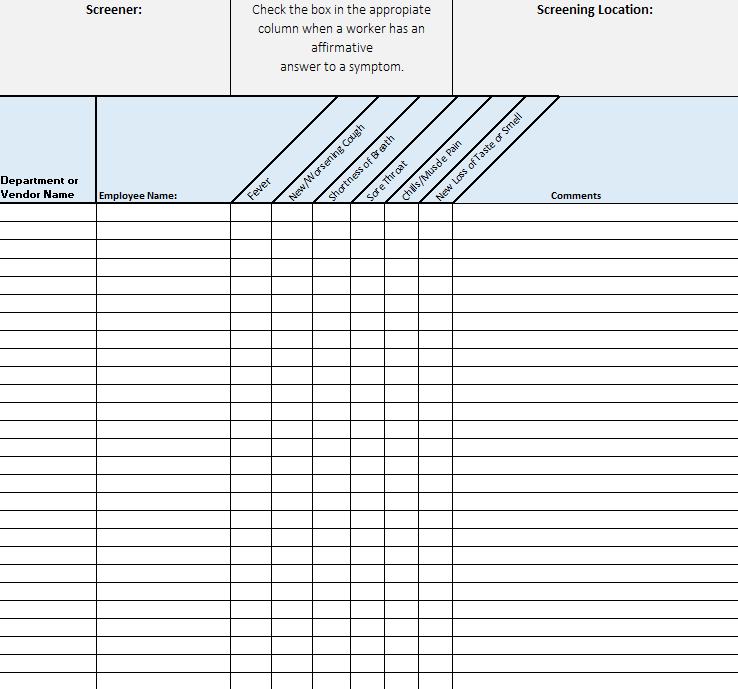 Screener:
Check the box in the appropiate
column when a worker has an
affirmative
answer to a symptom.
Screening Location:
Department or
Vendor Name
Employee Name:
Fever
New/Worsening Cough
Shortness of Breath
Sore Throat
Chills/Muscle Pain
New Loss of Taste or Smell
Comments